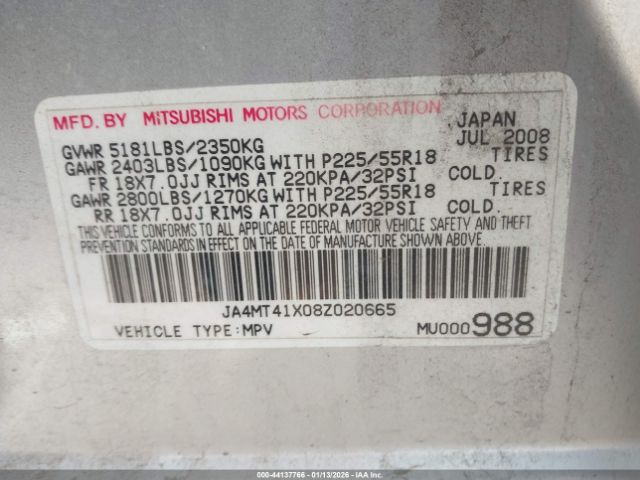 MFD. BY MITSUBISHI MOTORS CORPORATION JAPAN
GVWR 5181LBS/2350KG JUL 2008
GAWR 2403LBS/1090KG WITH P225/55R18 TIRES
FR 18X7.0JJ RIMS AT 220KPA/32PSI COLD.
GAWR 2800LBS/1270KG WITH P225/55R18 TIRES
RR 18X7.0JJ RIMS AT 220KPA/32PSI COLD.
THIS VEHICLE CONFORMS TO ALL APPLICABLE FEDERAL MOTOR VEHICLE SAFETY AND THEFT
PREVENTION STANDARDS IN EFFECT ON THE DATE OF MANUFACTURE SHOWN ABOVE.
JA4MT41X08Z020665
VEHICLE TYPE:MPV MU000988
000-44137766 - 01/13/2026 - IAA Inc.